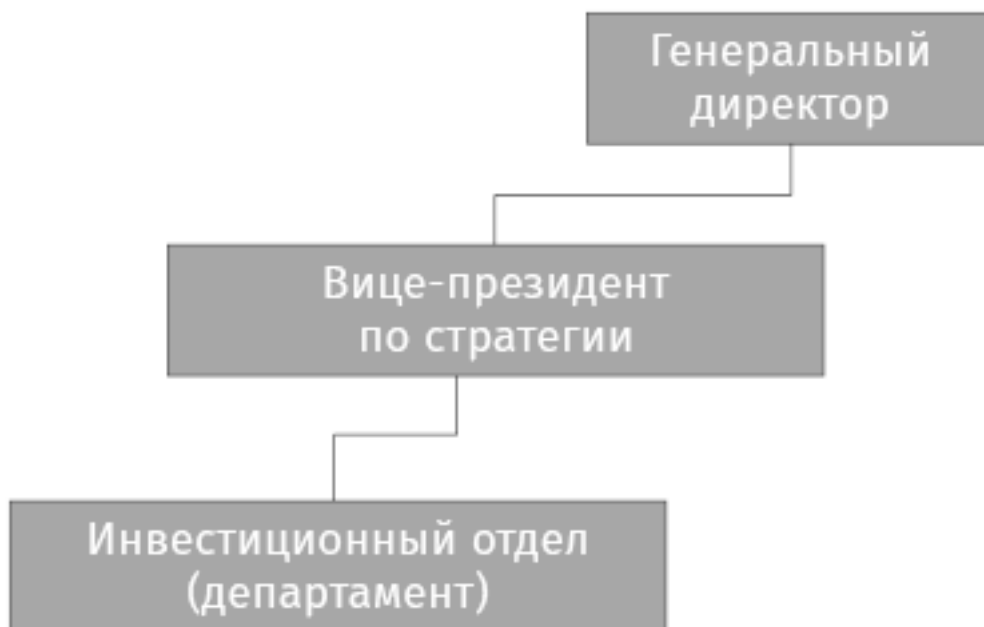 Генеральный
директор
Вице-президент
по стратегии
Инвестиционный отдел
(департамент)